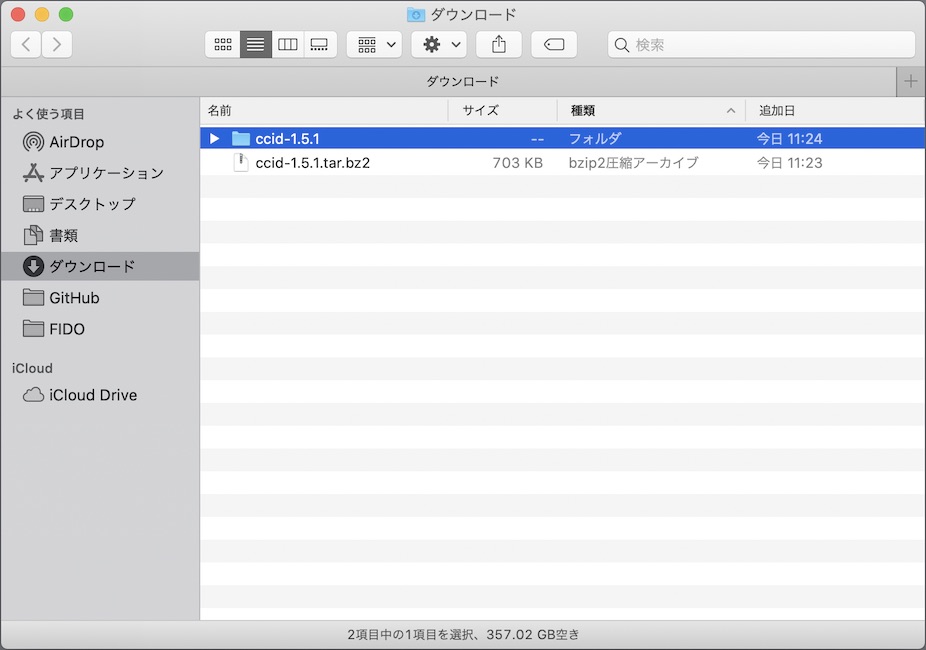 ダウンロード
検索
ダウンロード
よく使う項目
AirDrop
アプリケーション
デスクトップ
書類
ダウンロード
GitHub
FIDO
iCloud
iCloud Drive
名前 サイズ 種類 追加日
ccid-1.5.1 -- フォルダ 今日 11:24
ccid-1.5.1.tar.bz2 703 KB bzip2圧縮アーカイブ 今日 11:23
2項目中の1項目を選択、357.02 GB空き